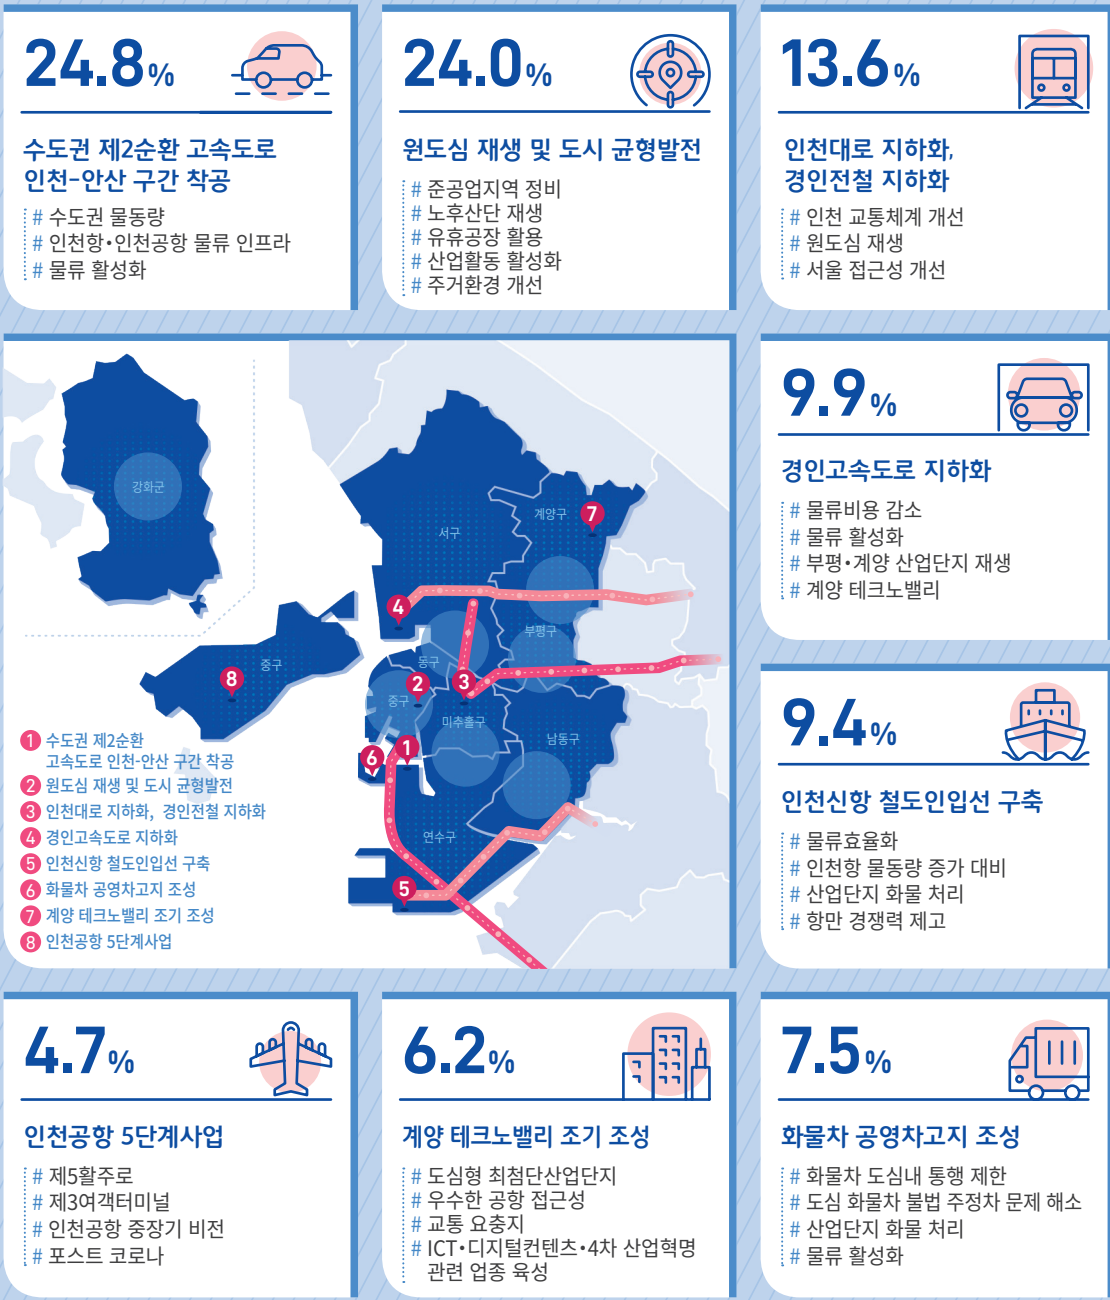 24.8%
수도권 제2순환 고속도로
인천-안산 구간 착공
# 수도권 물동량
# 인천항·인천공항 물류 인프라
# 물류 활성화
24.0%
원도심 재생 및 도시 균형발전
# 준공업지역 정비
# 노후산단 재생
# 유휴공장 활용
# 산업활동 활성화
# 주거환경 개선
13.6%
인천대로 지하화,
경인전철 지하화
# 인천 교통체계 개선
# 원도심 재생
# 서울 접근성 개선
강화군
서구
계양구
7
4
부평구
동구
중구
8
2
3
중구
미추홀구
남동구
6
1
연수구
5
1 수도권 제2순환
고속도로 인천-안산 구간 착공
2 원도심 재생 및 도시 균형발전
3 인천대로 지하화, 경인전철 지하화
4 경인고속도로 지하화
5 인천신항 철도인입선 구축
6 화물차 공영차고지 조성
7 계양 테크노밸리 조기 조성
8 인천공항 5단계사업
9.9%
경인고속도로 지하화
# 물류비용 감소
# 물류 활성화
# 부평·계양 산업단지 재생
# 계양 테크노밸리
9.4%
인천신항 철도인입선 구축
# 물류효율화
# 인천항 물동량 증가 대비
# 산업단지 화물 처리
# 항만 경쟁력 제고
4.7%
인천공항 5단계사업
# 제5활주로
# 제3여객터미널
# 인천공항 중장기 비전
# 포스트 코로나
6.2%
계양 테크노밸리 조기 조성
# 도심형 최첨단산업단지
# 우수한 공항 접근성
# 교통 요충지
# ICT·디지털컨텐츠·4차 산업혁명
관련 업종 육성
7.5%
화물차 공영차고지 조성
# 화물차 도심내 통행 제한
# 도심 화물차 불법 주정차 문제 해소
# 산업단지 화물 처리
# 물류 활성화